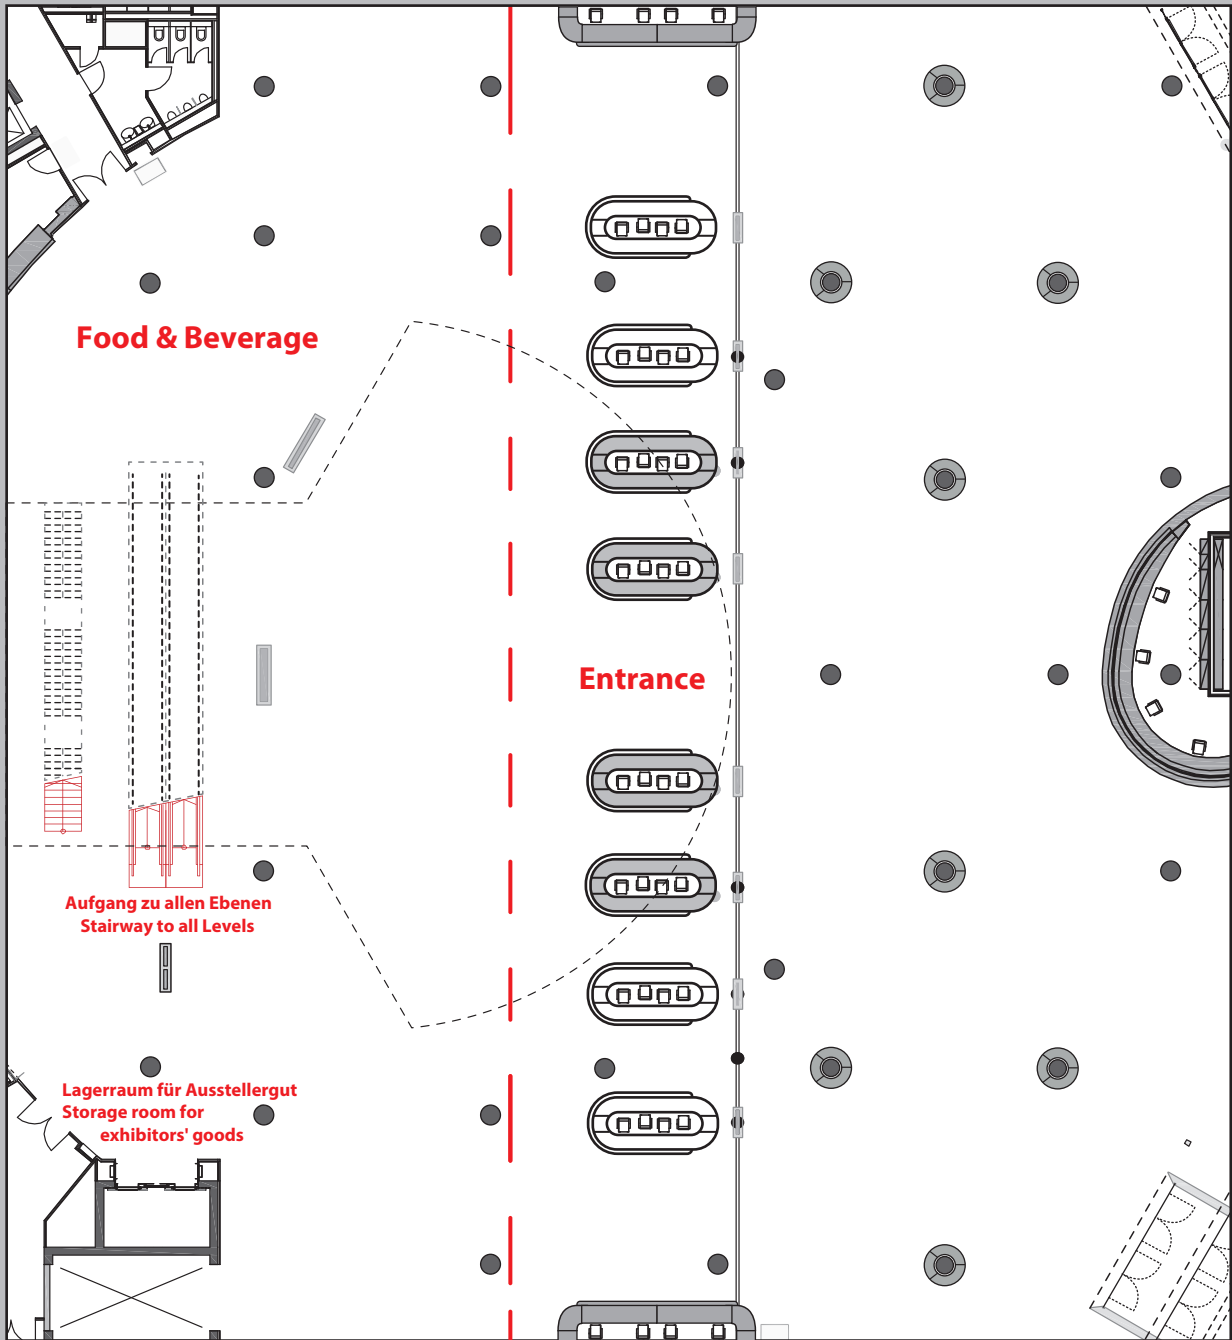 Food & Beverage
Entrance
Aufgang zu allen Ebenen
Stairway to all Levels
Lagerraum für Ausstellergut
Storage room for
exhibitors' goods